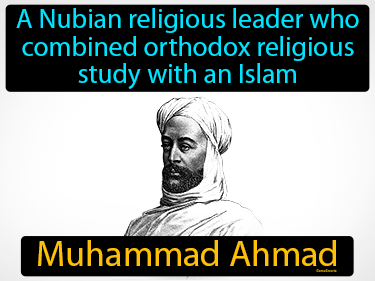 A Nubian religious leader who
combined orthodox religious
study with an Islam
Muhammad Ahmad